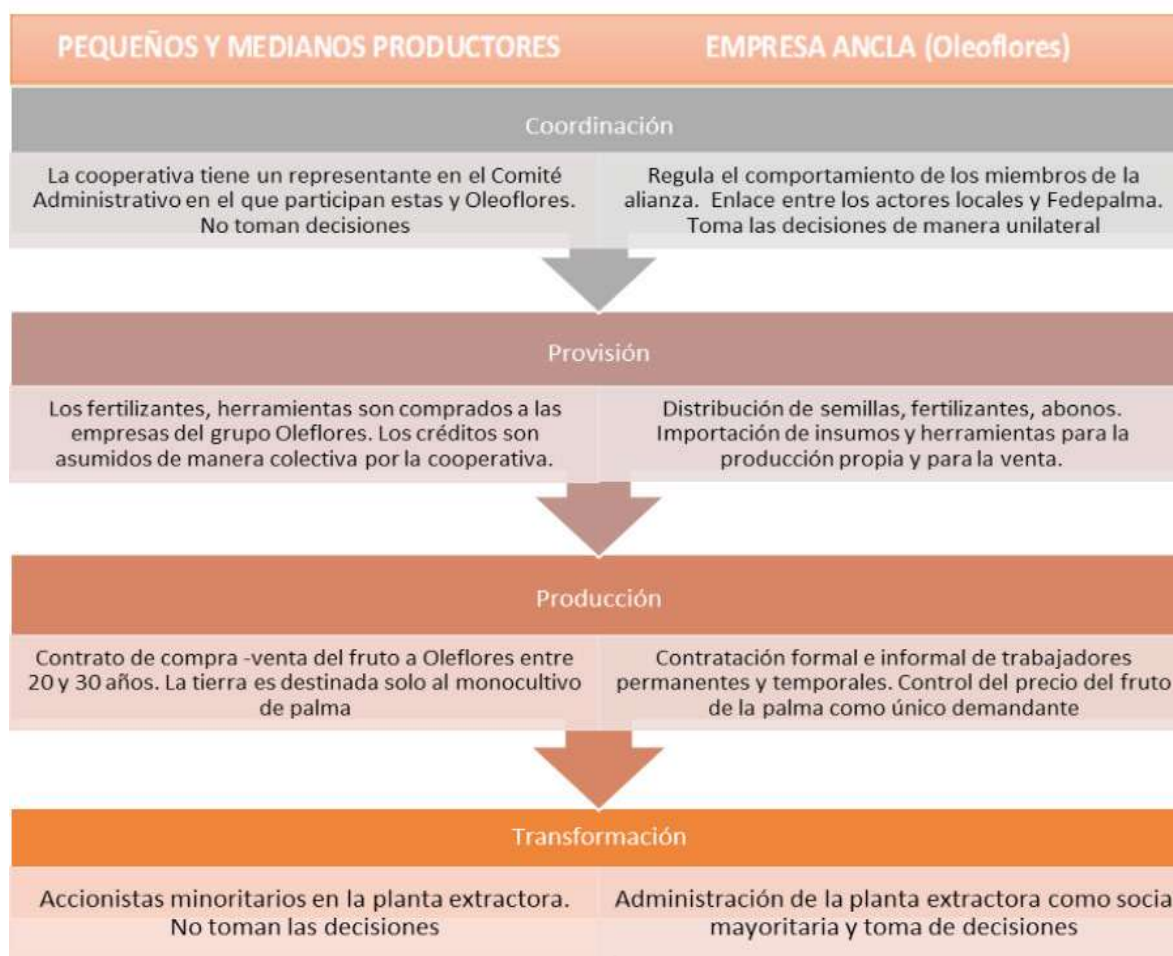 PEQUEÑOS Y MEDIANOS PRODUCTORES
EMPRESA ANCLA (Oleoflores)
Coordinación
La cooperativa tiene un representante en el Comité
Administrativo en el que participan estas y Oleoflores.
No toman decisiones
Regula el comportamiento de los miembros de la
alianza. Enlace entre los actores locales y Fedepalma.
Toma las decisiones de manera unilateral
Provisión
Los fertilizantes, herramientas son comprados a las
empresas del grupo Oleflores. Los créditos son
asumidos de manera colectiva por la cooperativa.
Distribución de semillas, fertilizantes, abonos.
Importación de insumos y herramientas para la
producción propia y para la venta.
Producción
Contrato de compra -venta del fruto a Oleflores entre
20 y 30 años. La tierra es destinada solo al monocultivo
de palma
Contratación formal e informal de trabajadores
permanentes y temporales. Control del precio del fruto
de la palma como único demandante
Transformación
Accionistas minoritarios en la planta extractora.
No toman las decisiones
Administración de la planta extractora como socia
mayoritaria y toma de decisiones